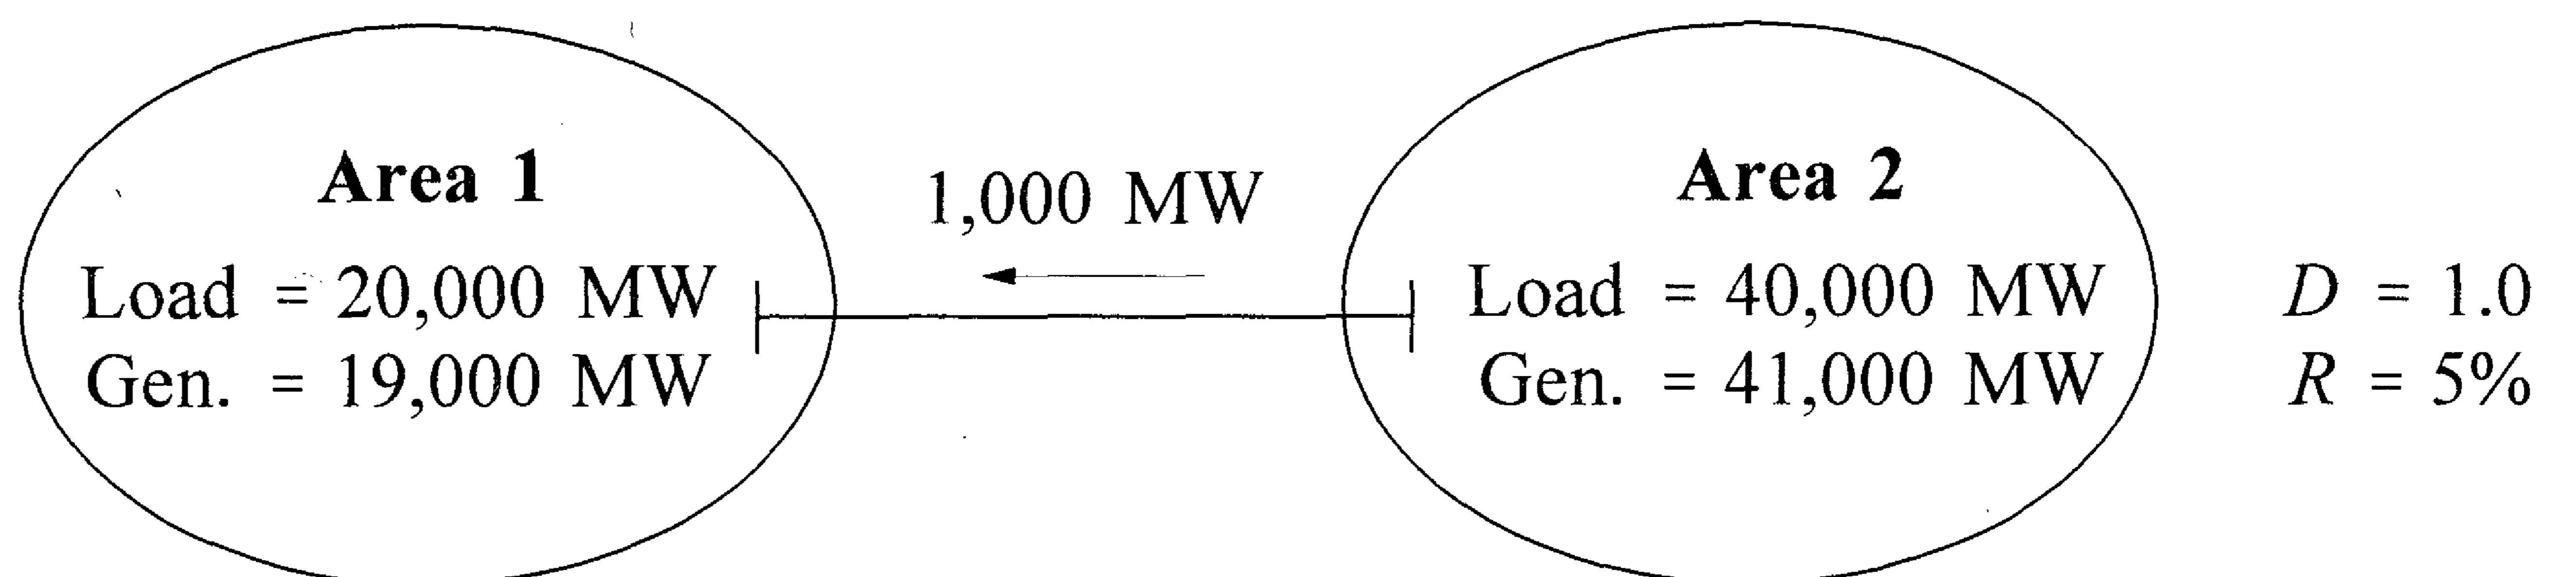 Area 1
Load = 20,000 MW
Gen. = 19,000 MW
1,000 MW
Area 2
Load = 40,000 MW
Gen. = 41,000 MW
D = 1.0
R = 5%